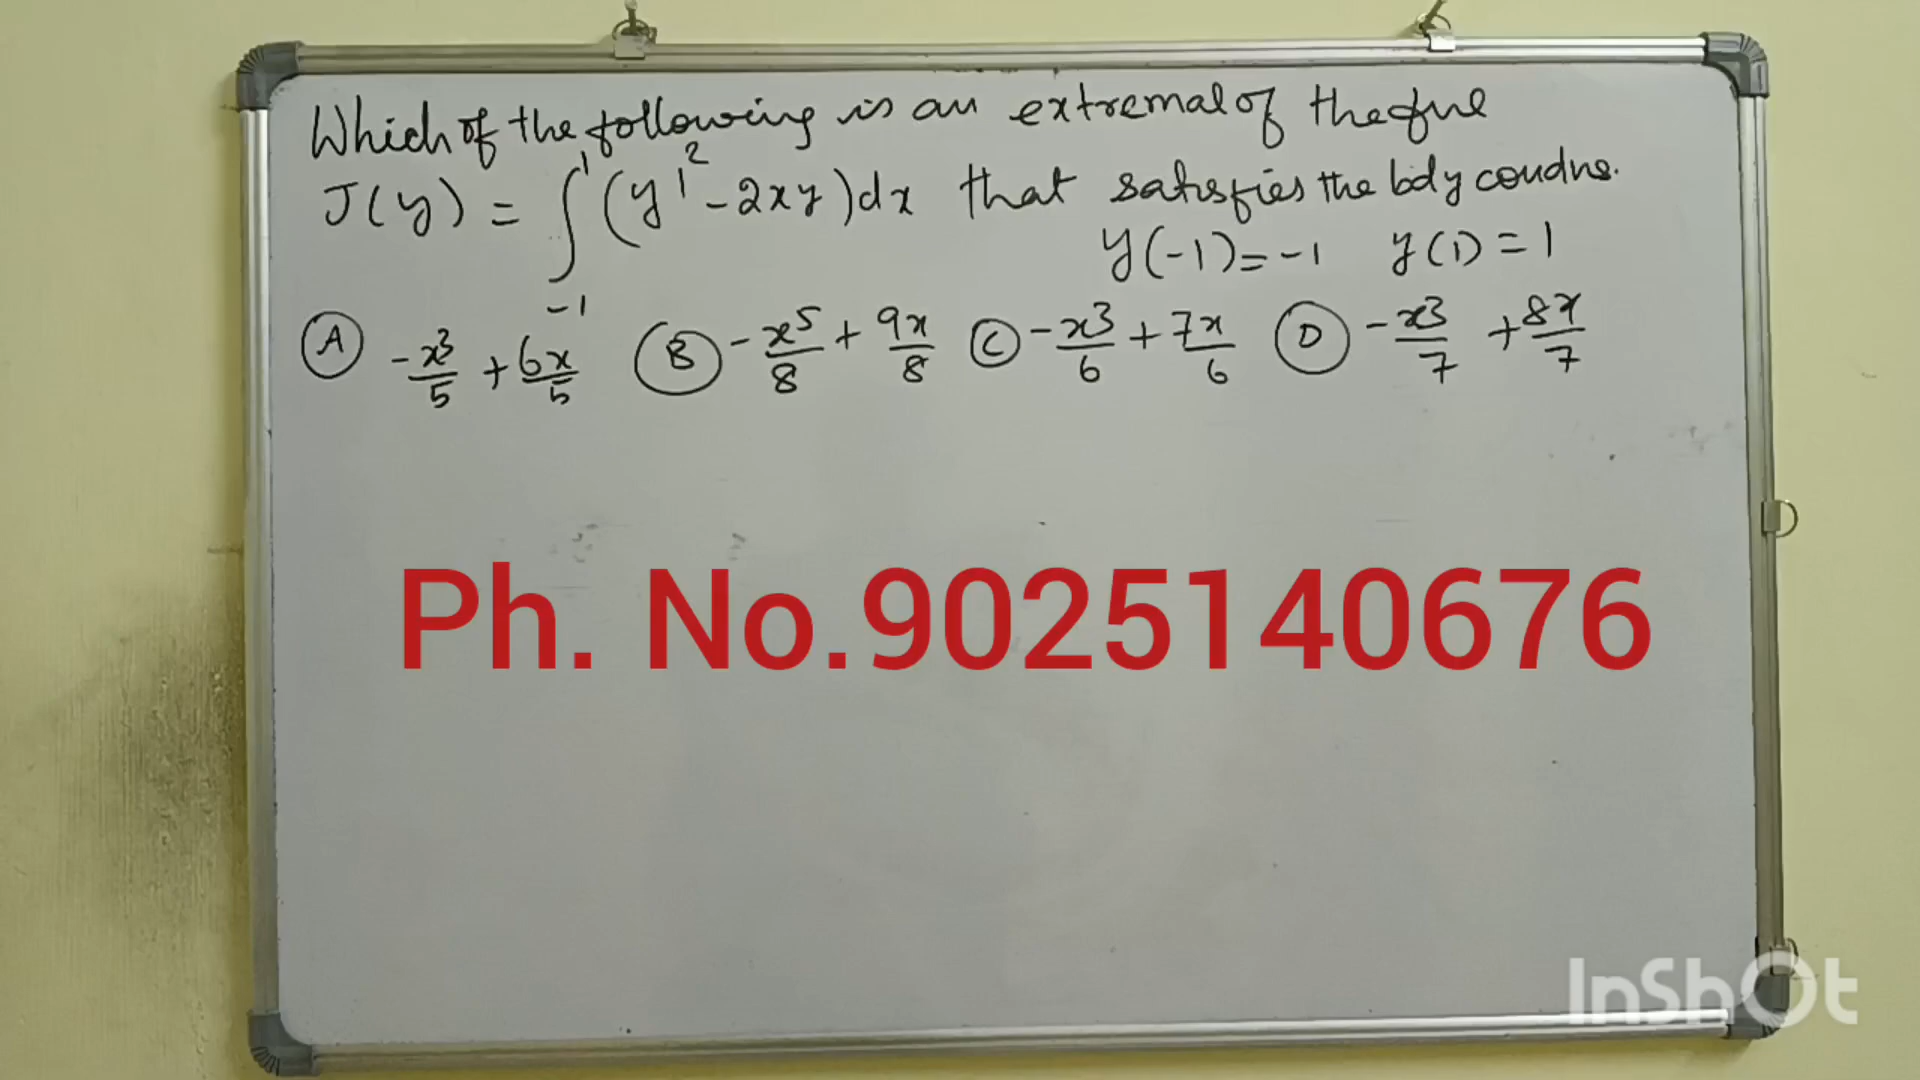 Which of the following is an extremal of the fnl
J(y) = ∫₋₁¹ (y'² - 2xy)dx that satisfies the bdy condns.
y(-1) = -1 y(1) = 1
(A) -x³/5 + 6x/5 (B) -x⁵/8 + 9x/8 (C) -x³/6 + 7x/6 (D) -x³/7 + 8x/7
Ph. No.9025140676
InShOt